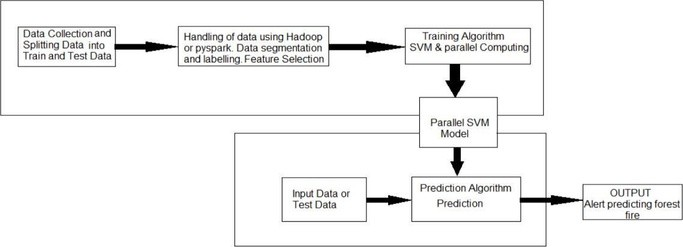 Data Collection and
Splitting Data into
Train and Test Data
Handling of data using Hadoop
or pyspark. Data segmentation
and labelling. Feature Selection
Training Algorithm
SVM & parallel Computing
Parallel SVM
Model
Input Data or
Test Data
Prediction Algorithm
Prediction
OUTPUT
Alert predicting forest
fire